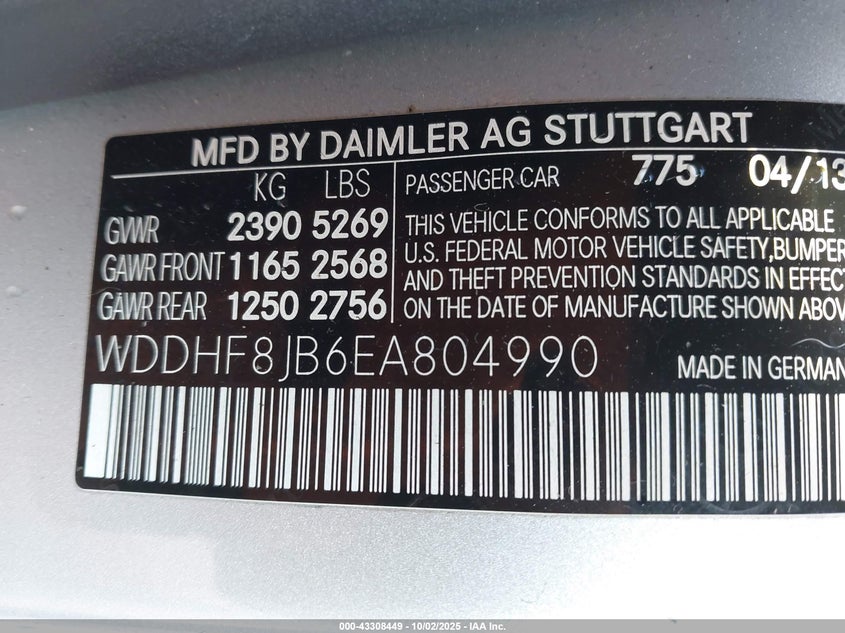 MFD BY DAIMLER AG STUTTGART
KG LBS
GVWR 2390 5269
GAWR FRONT 1165 2568
GAWR REAR 1250 2756
PASSENGER CAR 775 04/13
THIS VEHICLE CONFORMS TO ALL APPLICABLE
U.S. FEDERAL MOTOR VEHICLE SAFETY,BUMPER
AND THEFT PREVENTION STANDARDS IN EFFECT
ON THE DATE OF MANUFACTURE SHOWN ABOV
WDDHF8JB6EA804990
MADE IN GERMAN
000-43308449 - 10/02/2025 - IAA Inc.